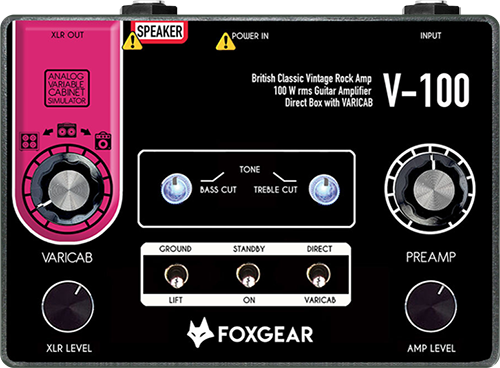 XLR OUT
SPEAKER
POWER IN
INPUT
ANALOG
VARIABLE
CABINET
SIMULATOR
British Classic Vintage Rock Amp
100 W rms Guitar Amplifier
Direct Box with VARICAB
V-100
TONE
BASS CUT
TREBLE CUT
VARICAB
PREAMP
GROUND
STANDBY
DIRECT
LIFT
ON
VARICAB
XLR LEVEL
FOXGEAR
AMP LEVEL